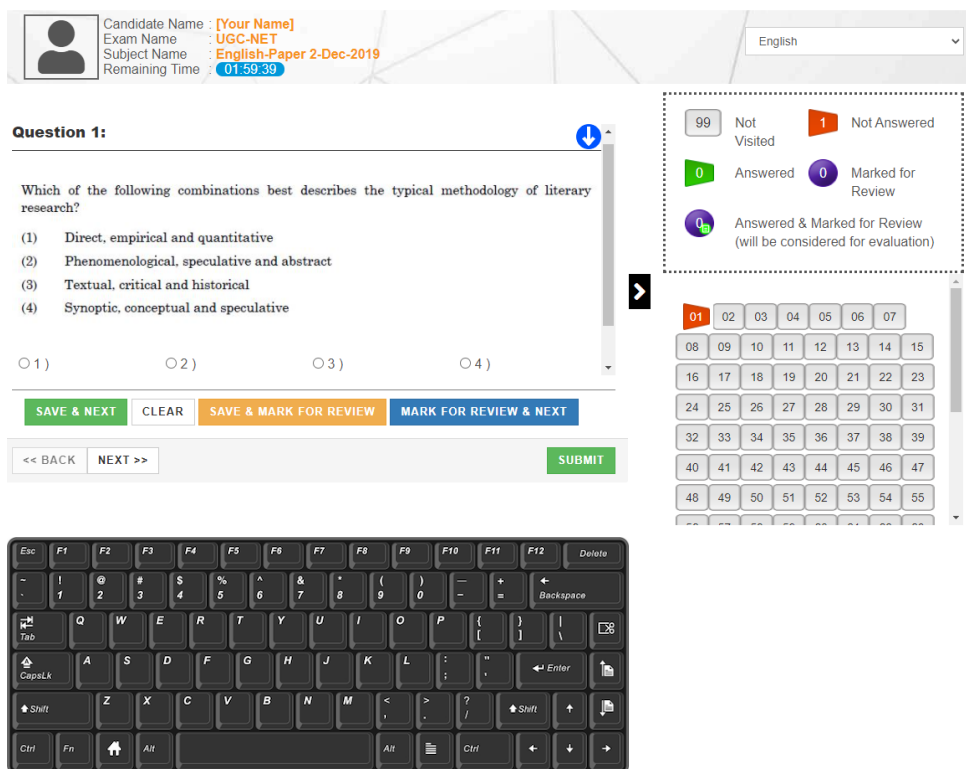 Candidate Name : [Your Name]
Exam Name : UGC-NET
Subject Name : English-Paper 2-Dec-2019
Remaining Time : 01:59:39
English
Question 1:
Which of the following combinations best describes the typical methodology of literary
research?
(1) Direct, empirical and quantitative
(2) Phenomenological, speculative and abstract
(3) Textual, critical and historical
(4) Synoptic, conceptual and speculative
1 )
2 )
3 )
4 )
SAVE & NEXT
CLEAR
SAVE & MARK FOR REVIEW
MARK FOR REVIEW & NEXT
<< BACK
NEXT >>
SUBMIT
99 Not
Visited
1 Not Answered
0 Answered
0 Marked for
Review
0 Answered & Marked for Review
(will be considered for evaluation)
01 02 03 04 05 06 07
08 09 10 11 12 13 14 15
16 17 18 19 20 21 22 23
24 25 26 27 28 29 30 31
32 33 34 35 36 37 38 39
40 41 42 43 44 45 46 47
48 49 50 51 52 53 54 55
Esc F1 F2 F3 F4 F5 F6 F7 F8 F9 F10 F11 F12 Delete
~ ! @ # $ % ^ & * ( ) — + 
` 1 2 3 4 5 6 7 8 9 0 - = Backspace
Tab Q W E R T Y U I O P { [ } ] | \
CapsLk A S D F G H J K L : ; " ' Enter
Shift Z X C V B N M < , > . ? / Shift
Ctrl Fn Alt Alt Ctrl